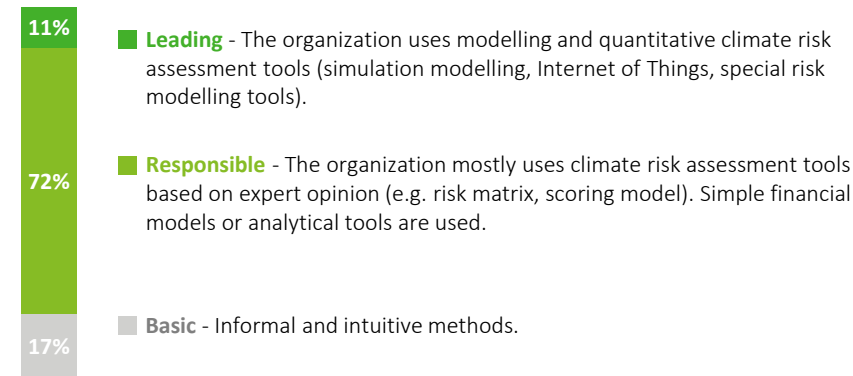 11%
Leading - The organization uses modelling and quantitative climate risk
assessment tools (simulation modelling, Internet of Things, special risk
modelling tools).
72%
Responsible - The organization mostly uses climate risk assessment tools
based on expert opinion (e.g. risk matrix, scoring model). Simple financial
models or analytical tools are used.
Basic - Informal and intuitive methods.
17%